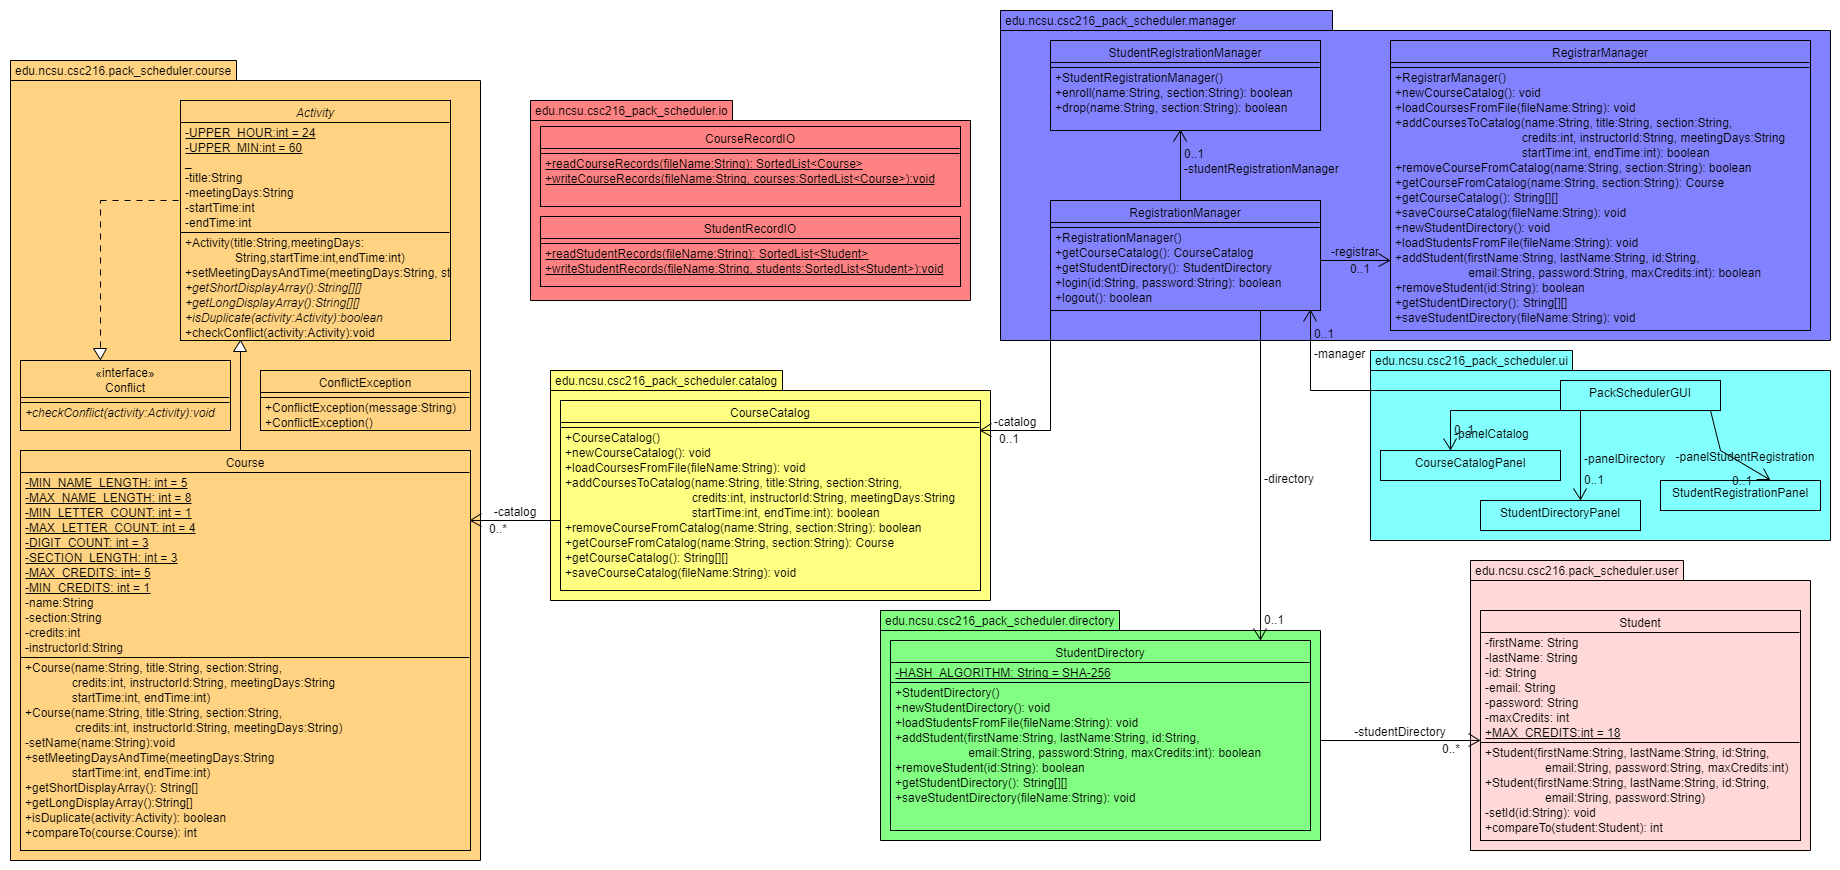 edu.ncsu.csc216.pack_scheduler.course
Activity
-UPPER_HOUR:int = 24
-UPPER_MIN:int = 60
-title:String
-meetingDays:String
-startTime:int
-endTime:int
+Activity(title:String,meetingDays:
String,startTime:int,endTime:int)
+setMeetingDaysAndTime(meetingDays:String, st
+getShortDisplayArray():String[][]
+getLongDisplayArray():String[][]
+isDuplicate(activity:Activity):boolean
+checkConflict(activity:Activity):void
«interface»
Conflict
+checkConflict(activity:Activity):void
ConflictException
+ConflictException(message:String)
+ConflictException()
Course
-MIN_NAME_LENGTH: int = 5
-MAX_NAME_LENGTH: int = 8
-MIN_LETTER_COUNT: int = 1
-MAX_LETTER_COUNT: int = 4
-DIGIT_COUNT: int = 3
-SECTION_LENGTH: int = 3
-MAX_CREDITS: int= 5
-MIN_CREDITS: int = 1
-name:String
-section:String
-credits:int
-instructorId:String
+Course(name:String, title:String, section:String,
credits:int, instructorId:String, meetingDays:String
startTime:int, endTime:int)
+Course(name:String, title:String, section:String,
credits:int, instructorId:String, meetingDays:String)
-setName(name:String):void
+setMeetingDaysAndTime(meetingDays:String
startTime:int, endTime:int)
+getShortDisplayArray(): String[]
+getLongDisplayArray():String[]
+isDuplicate(activity:Activity): boolean
+compareTo(course:Course): int
edu.ncsu.csc216_pack_scheduler.io
CourseRecordIO
+readCourseRecords(fileName:String): SortedList<Course>
+writeCourseRecords(fileName:String, courses:SortedList<Course>):void
StudentRecordIO
+readStudentRecords(fileName:String): SortedList<Student>
+writeStudentRecords(fileName:String, students:SortedList<Student>):void
edu.ncsu.csc216_pack_scheduler.catalog
CourseCatalog
+CourseCatalog()
+newCourseCatalog(): void
+loadCoursesFromFile(fileName:String): void
+addCoursesToCatalog(name:String, title:String, section:String,
credits:int, instructorId:String, meetingDays:String
startTime:int, endTime:int): boolean
+removeCourseFromCatalog(name:String, section:String): boolean
+getCourseFromCatalog(name:String, section:String): Course
+getCourseCatalog(): String[][]
+saveCourseCatalog(fileName:String): void
-catalog
0..*
-catalog
0..1
edu.ncsu.csc216_pack_scheduler.manager
StudentRegistrationManager
+StudentRegistrationManager()
+enroll(name:String, section:String): boolean
+drop(name:String, section:String): boolean
0..1
-studentRegistrationManager
RegistrationManager
+RegistrationManager()
+getCourseCatalog(): CourseCatalog
+getStudentDirectory(): StudentDirectory
+login(id:String, password:String): boolean
+logout(): boolean
-registrar
0..1
RegistrarManager
+RegistrarManager()
+newCourseCatalog(): void
+loadCoursesFromFile(fileName:String): void
+addCoursesToCatalog(name:String, title:String, section:String,
credits:int, instructorId:String, meetingDays:String
startTime:int, endTime:int): boolean
+removeCourseFromCatalog(name:String, section:String): boolean
+getCourseFromCatalog(name:String, section:String): Course
+getCourseCatalog(): String[][]
+saveCourseCatalog(fileName:String): void
+newStudentDirectory(): void
+loadStudentsFromFile(fileName:String): void
+addStudent(firstName:String, lastName:String, id:String,
email:String, password:String, maxCredits:int): boolean
+removeStudent(id:String): boolean
+getStudentDirectory(): String[][]
+saveStudentDirectory(fileName:String): void
0..1
-manager
edu.ncsu.csc216_pack_scheduler.ui
PackSchedulerGUI
0..1
-panelCatalog
CourseCatalogPanel
-panelDirectory
0..1
StudentDirectoryPanel
-panelStudentRegistration
0..1
StudentRegistrationPanel
-directory
0..1
edu.ncsu.csc216_pack_scheduler.directory
StudentDirectory
-HASH_ALGORITHM: String = SHA-256
+StudentDirectory()
+newStudentDirectory(): void
+loadStudentsFromFile(fileName:String): void
+addStudent(firstName:String, lastName:String, id:String,
email:String, password:String, maxCredits:int): boolean
+removeStudent(id:String): boolean
+getStudentDirectory(): String[][]
+saveStudentDirectory(fileName:String): void
-studentDirectory
0..*
edu.ncsu.csc216.pack_scheduler.user
Student
-firstName: String
-lastName: String
-id: String
-email: String
-password: String
-maxCredits: int
+MAX_CREDITS:int = 18
+Student(firstName:String, lastName:String, id:String,
email:String, password:String, maxCredits:int)
+Student(firstName:String, lastName:String, id:String,
email:String, password:String)
-setId(id:String): void
+compareTo(student:Student): int